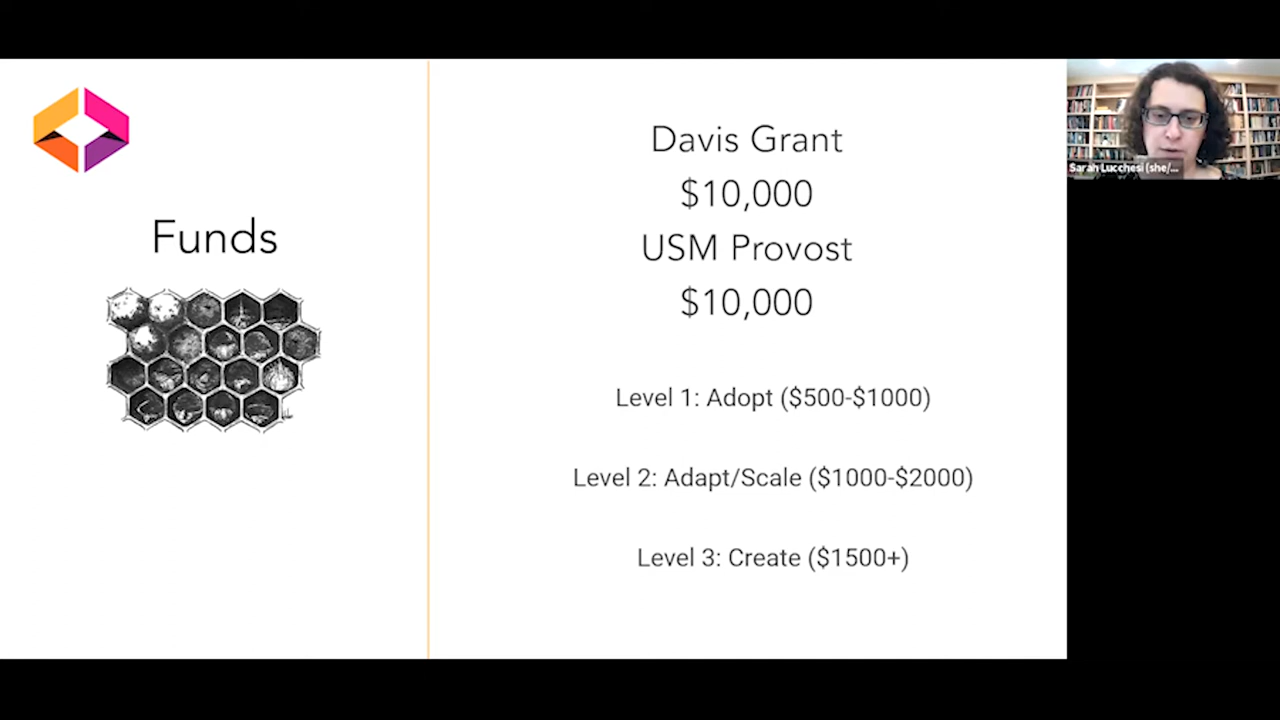 Funds
Davis Grant
$10,000
USM Provost
$10,000
Level 1: Adopt ($500-$1000)
Level 2: Adapt/Scale ($1000-$2000)
Level 3: Create ($1500+)
Sarah Lucchesi (she/...